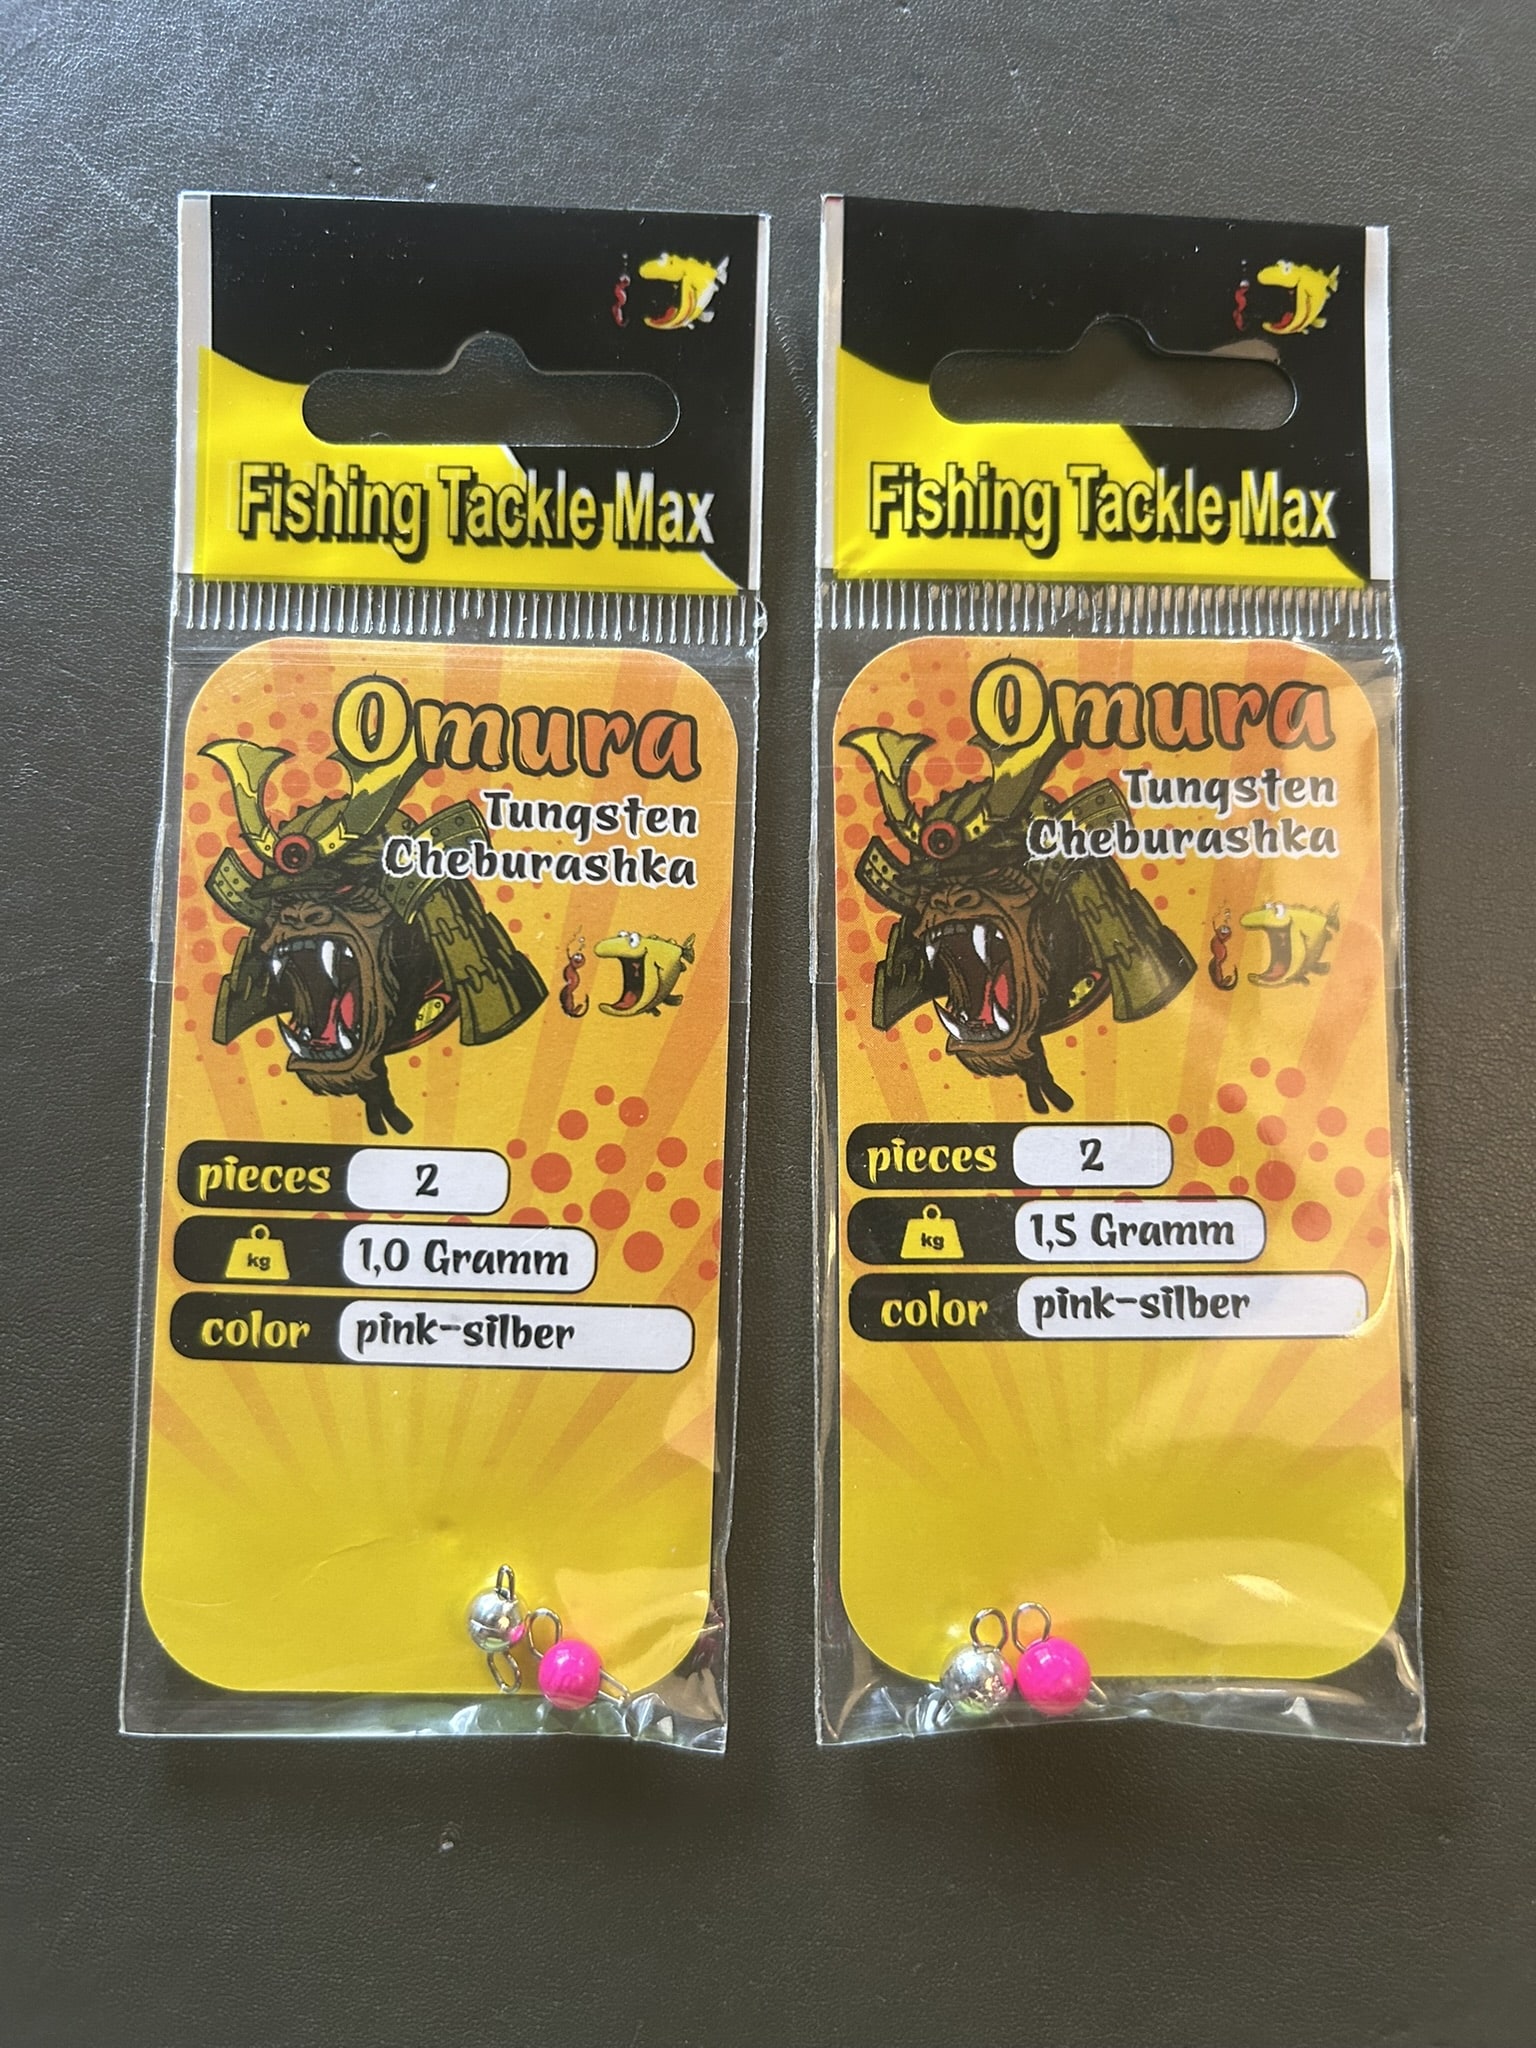 Fishing Tackle Max
Omura
Tungsten
Cheburashka
pieces 2
kg 1,0 Gramm
color pink-silber
Fishing Tackle Max
Omura
Tungsten
Cheburashka
pieces 2
kg 1,5 Gramm
color pink-silber